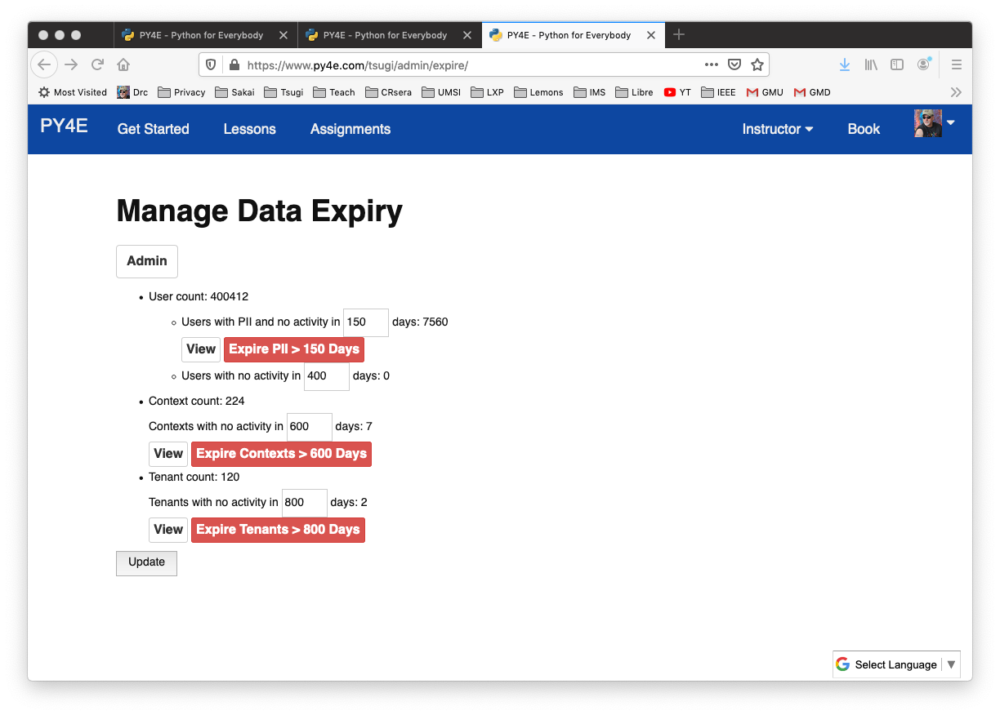 PY4E - Python for Everybody PY4E - Python for Everybody PY4E - Python for Everybody
https://www.py4e.com/tsugi/admin/expire/
Most Visited Drc Privacy Sakai Tsugi Teach CRsera UMSI LXP Lemons IMS Libre YT IEEE GMU GMD
PY4E Get Started Lessons Assignments Instructor Book
Manage Data Expiry
Admin
• User count: 400412
Users with PII and no activity in 150 days: 7560
View Expire PII > 150 Days
Users with no activity in 400 days: 0
• Context count: 224
Contexts with no activity in 600 days: 7
View Expire Contexts > 600 Days
• Tenant count: 120
Tenants with no activity in 800 days: 2
View Expire Tenants > 800 Days
Update
Select Language